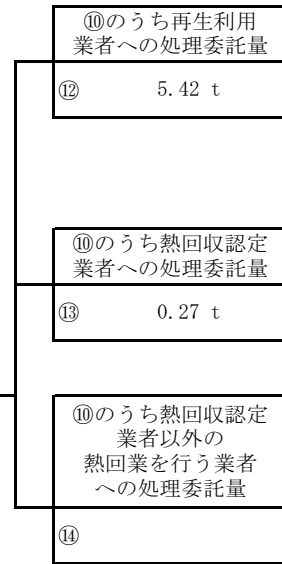 ⑩のうち再生利用
業者への処理委託量
⑫ 5.42 t
⑩のうち熱回収認定
業者への処理委託量
⑬ 0.27 t
⑩のうち熱回収認定
業者以外の
熱回業を行う業者
への処理委託量
⑭